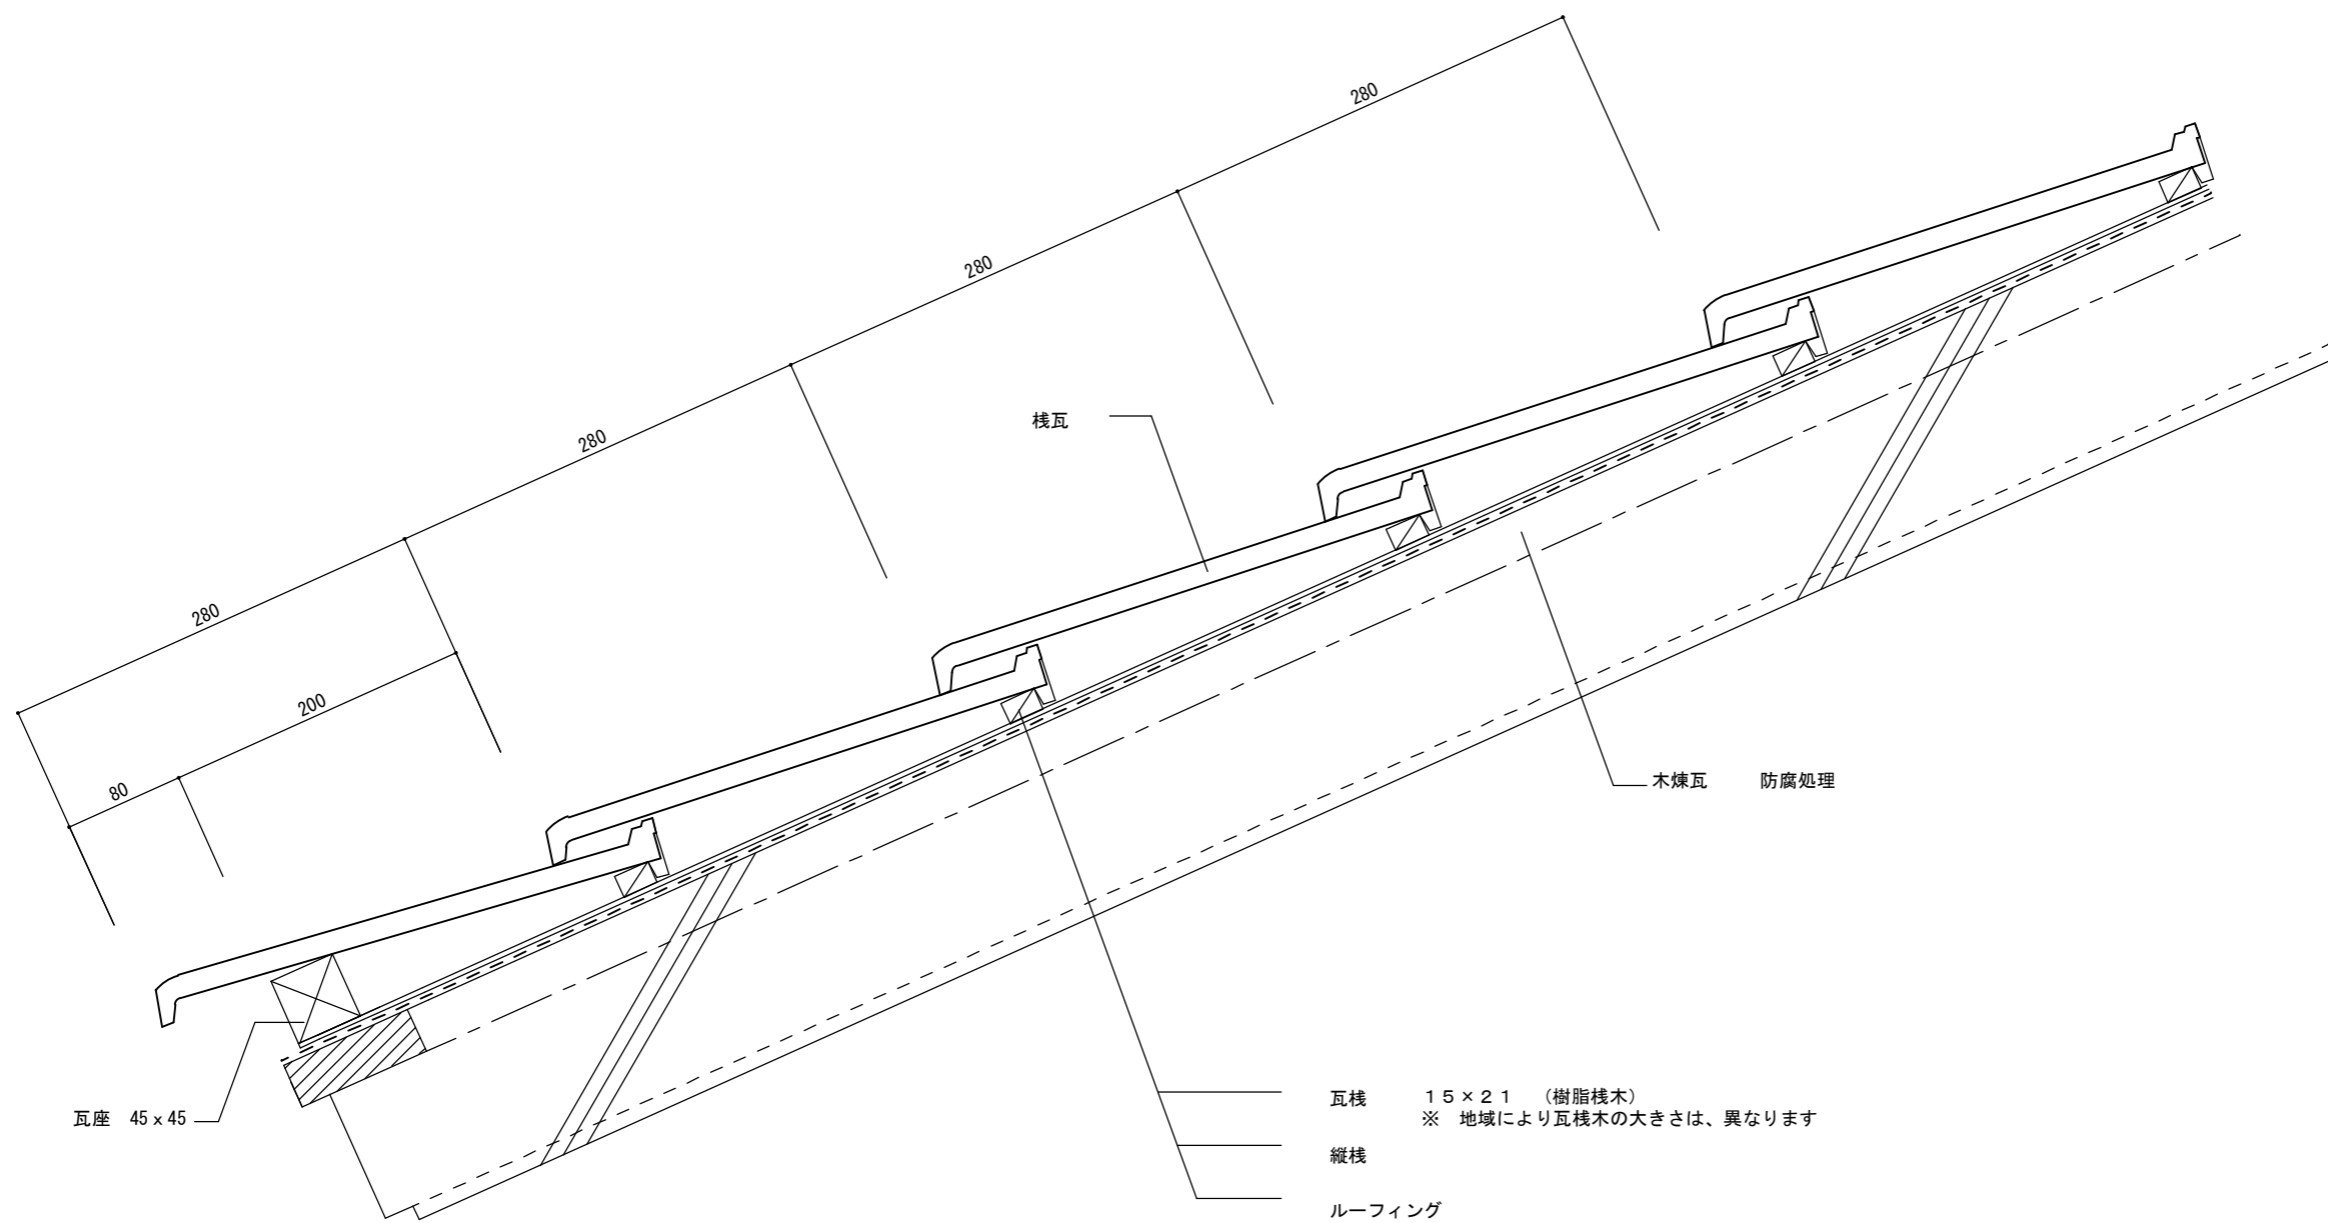 280
280
280
280
200
80
桟瓦
木煉瓦 防腐処理
瓦座 45 x 45
瓦桟 15×21 (樹脂桟木)
※ 地域により瓦桟木の大きさは、異なります
縦桟
ルーフィング